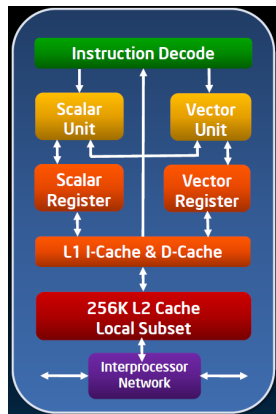 Instruction Decode
Scalar
Unit
Vector
Unit
Scalar
Register
Vector
Register
L1 I-Cache & D-Cache
256K L2 Cache
Local Subset
Interprocessor
Network